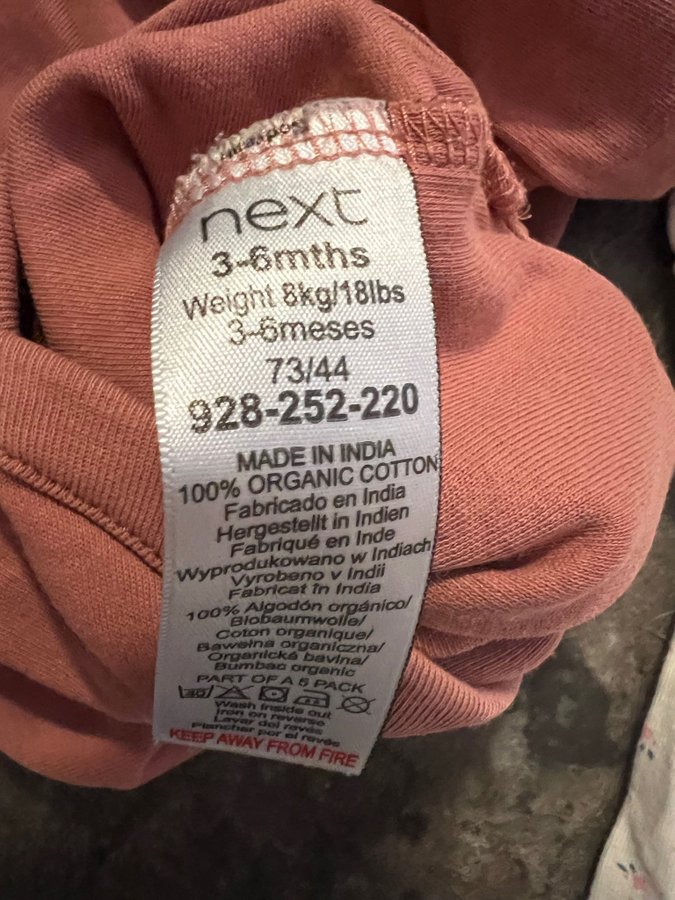 next
3-6mths
Weight 8kg/18lbs
3-6meses
73/44
928-252-220
MADE IN INDIA
100% ORGANIC COTTON
Fabricado en India
Hergestellt in Indien
Fabriqué en Inde
Wyprodukowano w Indiach
Vyrobeno v Indii
Fabricat în India
100% Algodón orgánico/
Biobaumwolle/
Coton organique/
Bawełna organiczna/
Organická bavlna/
Bumbac organic
PART OF A 5 PACK
40
Wash inside out
Iron on reverse
Lavar del revés
Planchar por el revés
KEEP AWAY FROM FIRE